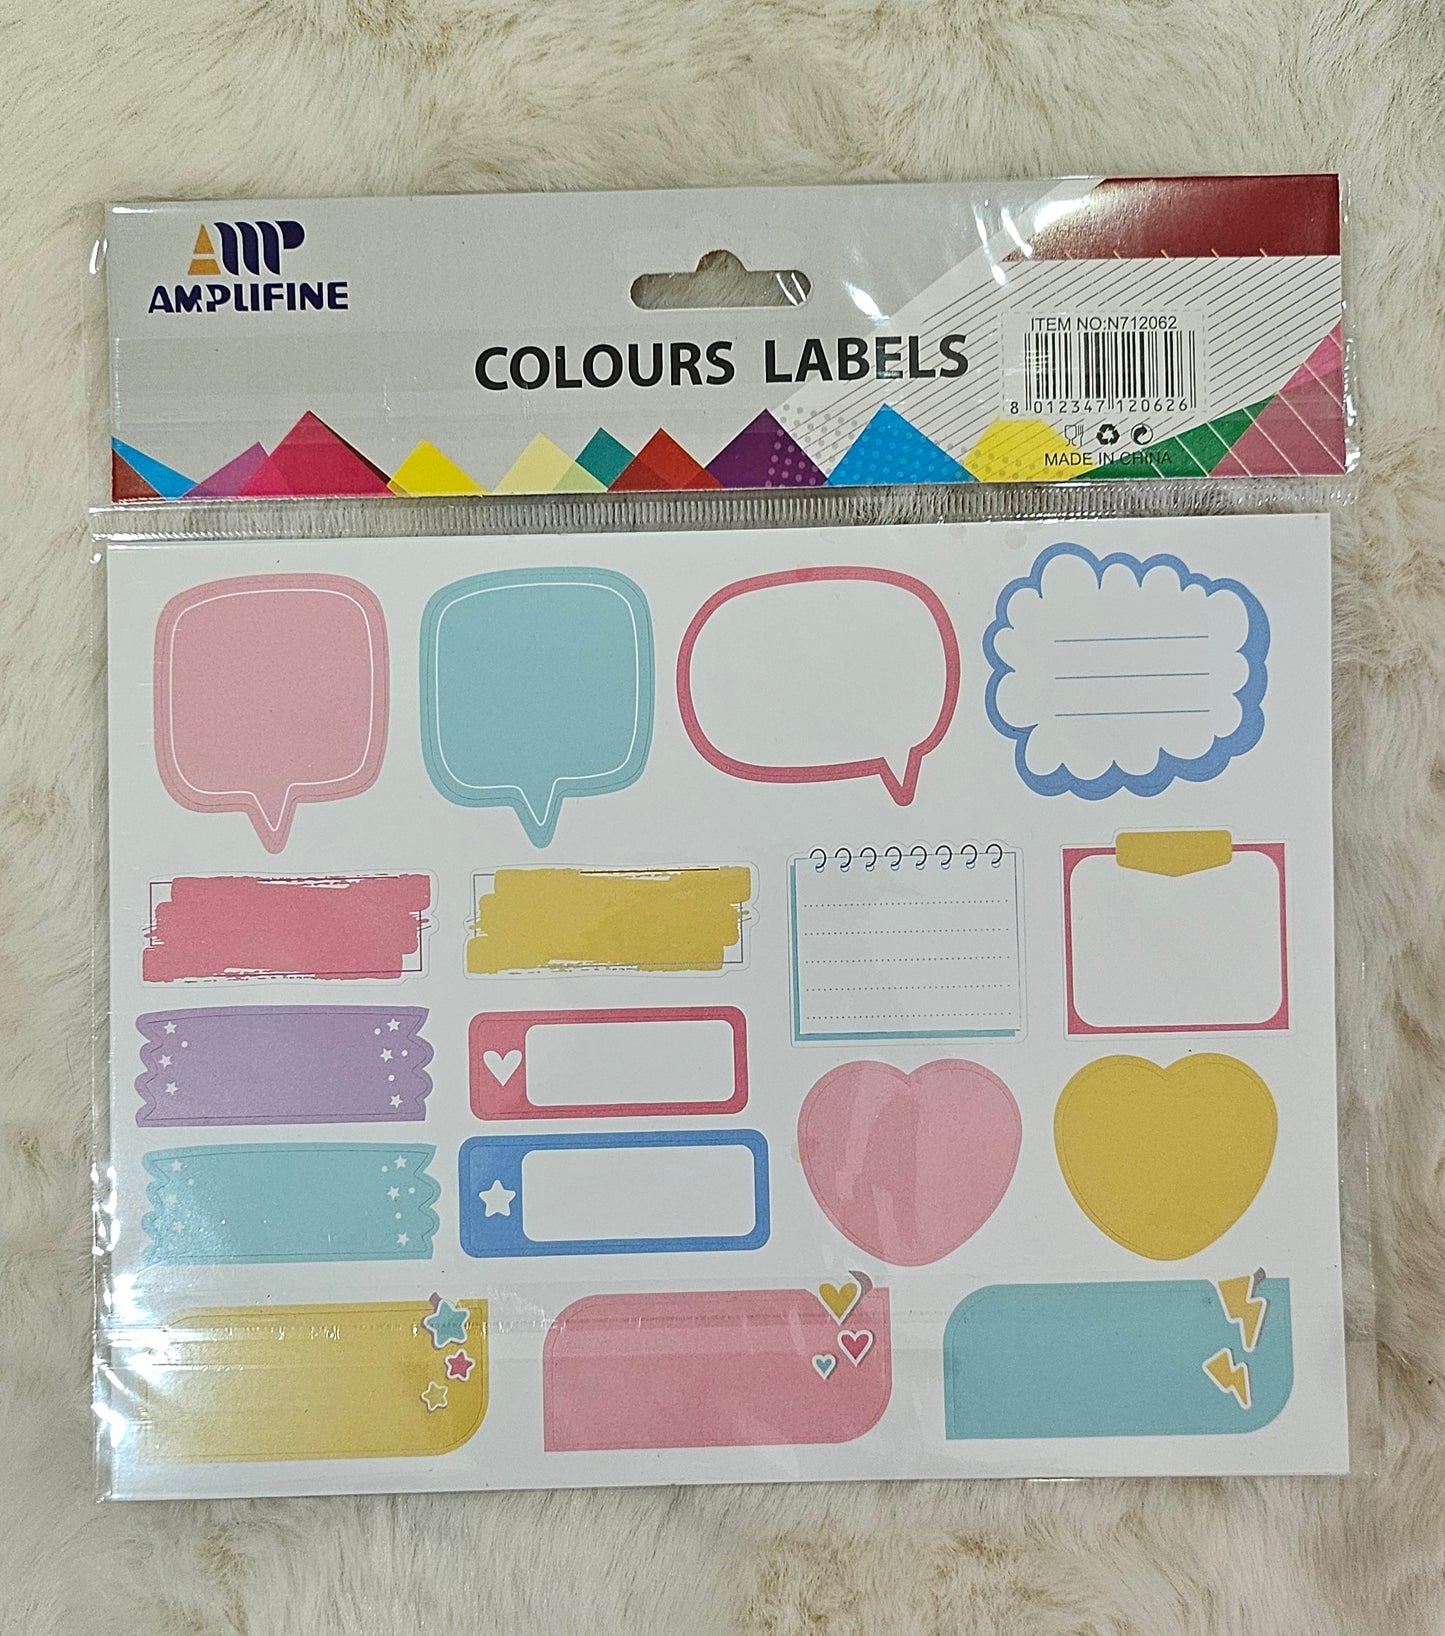 AMP
AMPLIFINE
COLOURS LABELS
ITEM NO:N712062
8 012347 120626
MADE IN CHINA